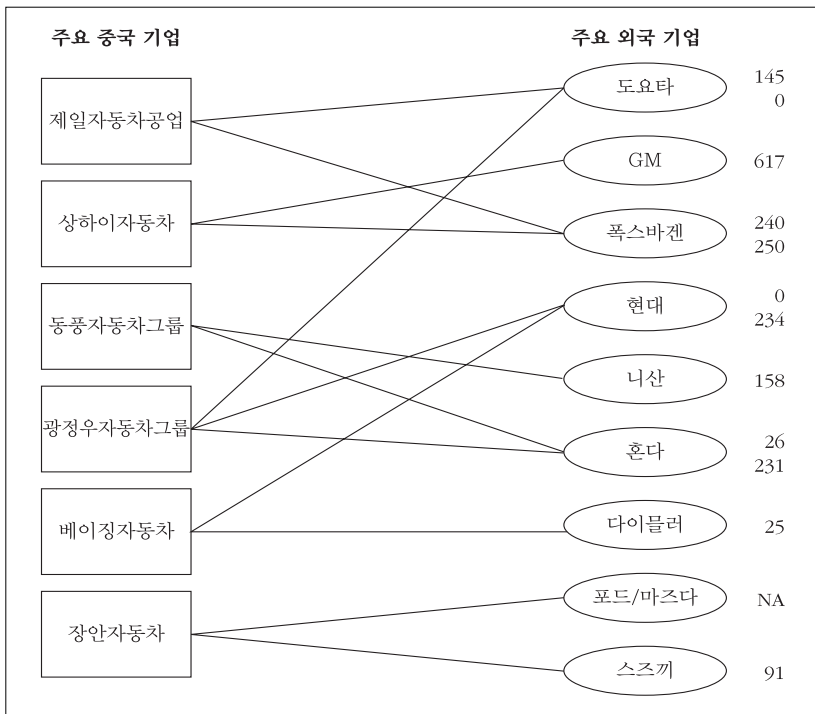 주요 중국 기업
주요 외국 기업
제일자동차공업
상하이자동차
동풍자동차그룹
광정우자동차그룹
베이징자동차
장안자동차
도요타
145
0
GM
617
폭스바겐
240
250
현대
0
234
니산
158
혼다
26
231
다이믈러
25
포드/마즈다
NA
스즈끼
91